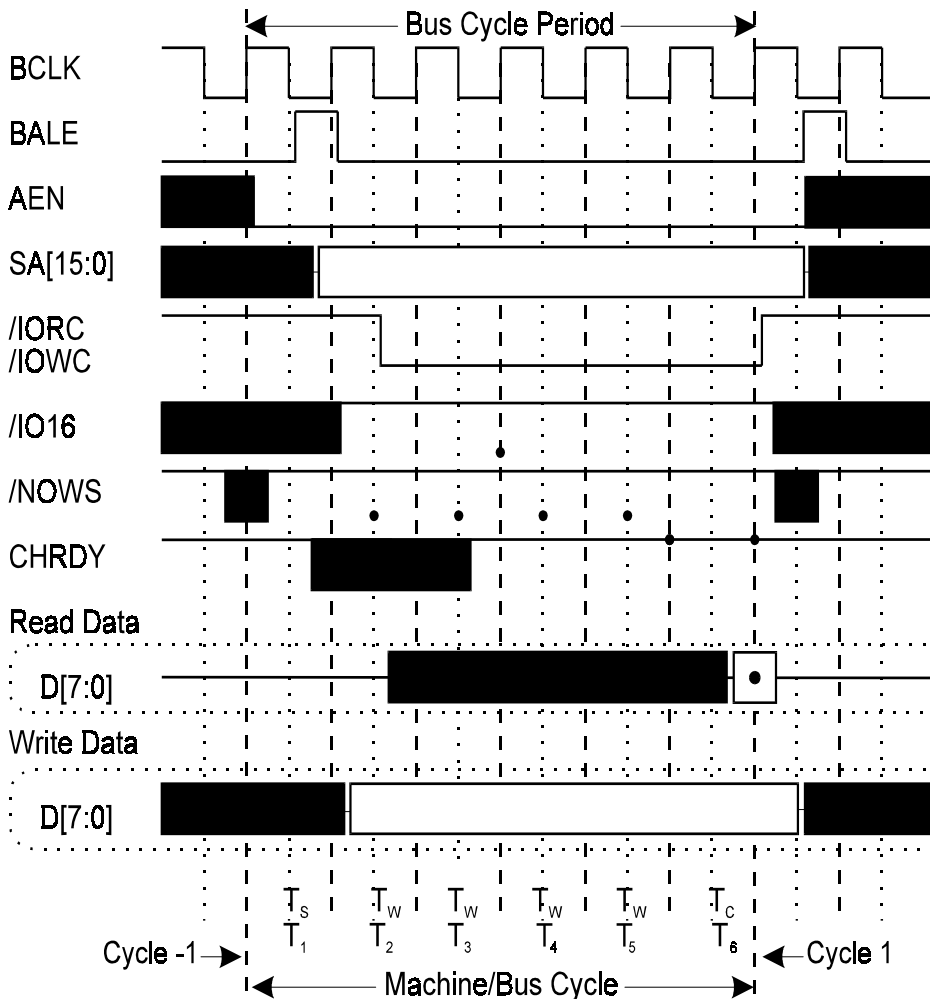 Bus Cycle Period
BCLK
BALE
AEN
SA[15:0]
/IORC
/IOWC
/IO16
/NOWS
CHRDY
Read Data
D[7:0]
Write Data
D[7:0]
TS TW TW TW TW TC
T1 T2 T3 T4 T5 T6
Cycle -1 Cycle 1
Machine/Bus Cycle